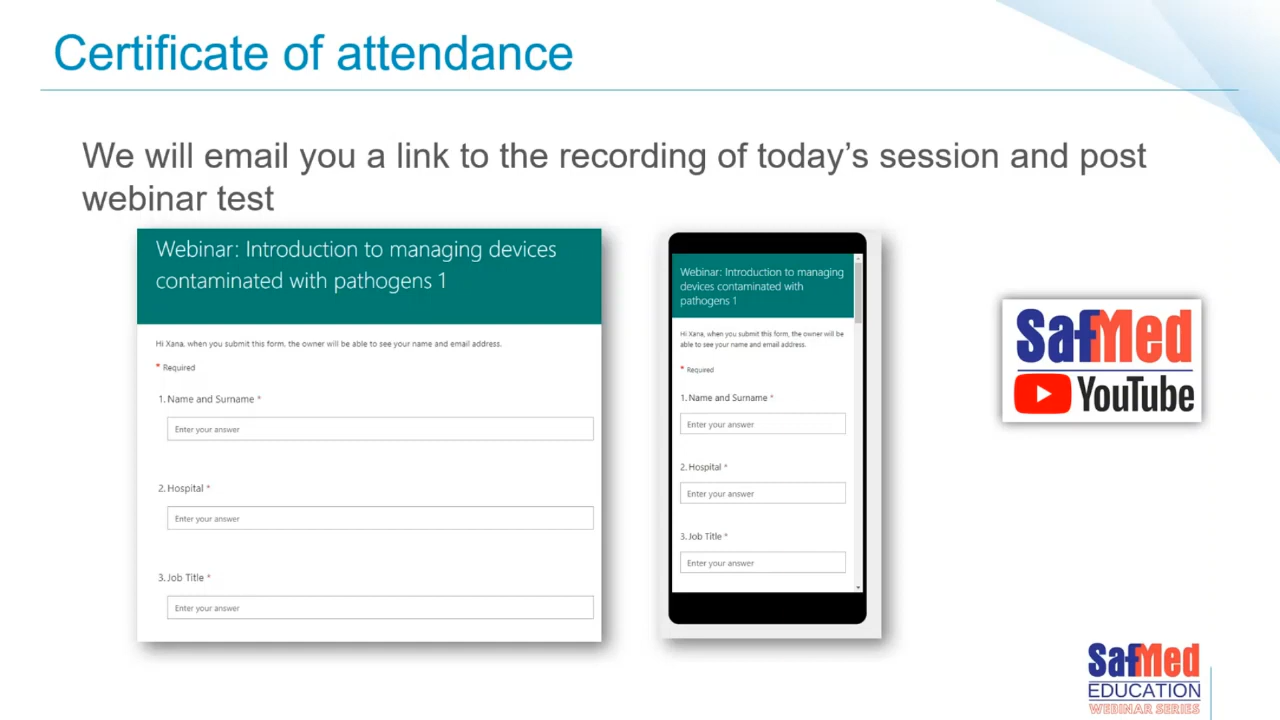 Certificate of attendance
We will email you a link to the recording of today's session and post
webinar test
Webinar: Introduction to managing devices
contaminated with pathogens 1
Hi Xana, when you submit this form, the owner will be able to see your name and email address.
* Required
1. Name and Surname *
Enter your answer
2. Hospital *
Enter your answer
3. Job Title *
Enter your answer
Webinar: Introduction to managing
devices contaminated with
pathogens 1
Hi Xana, when you submit this form, the owner will be
able to see your name and email address.
* Required
1. Name and Surname *
Enter your answer
2. Hospital *
Enter your answer
3. Job Title *
Enter your answer
SafMed
YouTube
SafMed
EDUCATION
WEBINAR SERIES